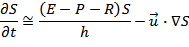 ∂S/∂t ≅ (E − P − R)S/h − u⃗ · ∇S